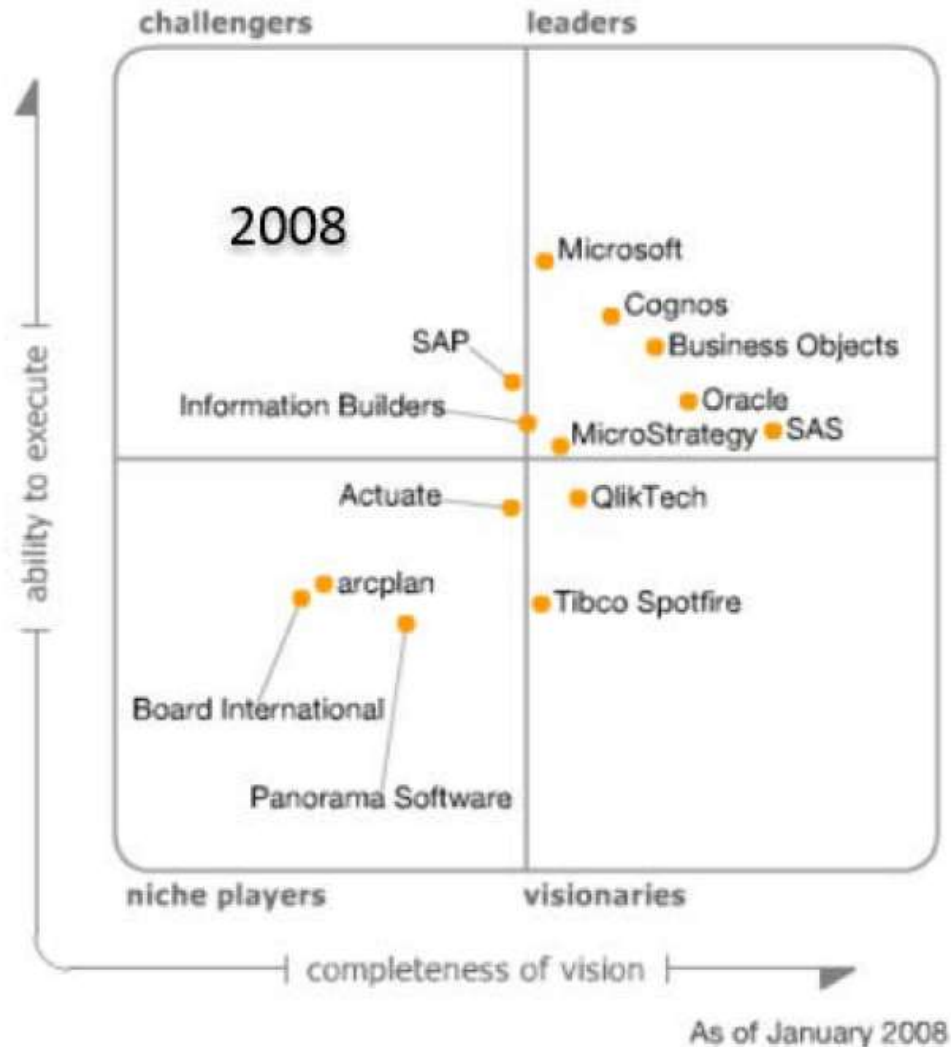 challengers
leaders
2008
Microsoft
Cognos
SAP
Business Objects
Information Builders
Oracle
MicroStrategy
SAS
Actuate
QlikTech
arcplan
Tibco Spotfire
Board International
Panorama Software
niche players
visionaries
ability to execute
completeness of vision
As of January 2008